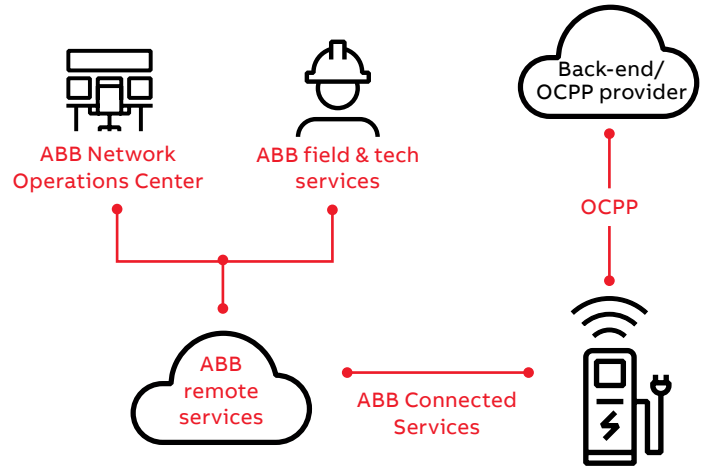 ABB Network
Operations Center
ABB field & tech
services
Back-end/
OCPP provider
OCPP
ABB
remote
services
ABB Connected
Services